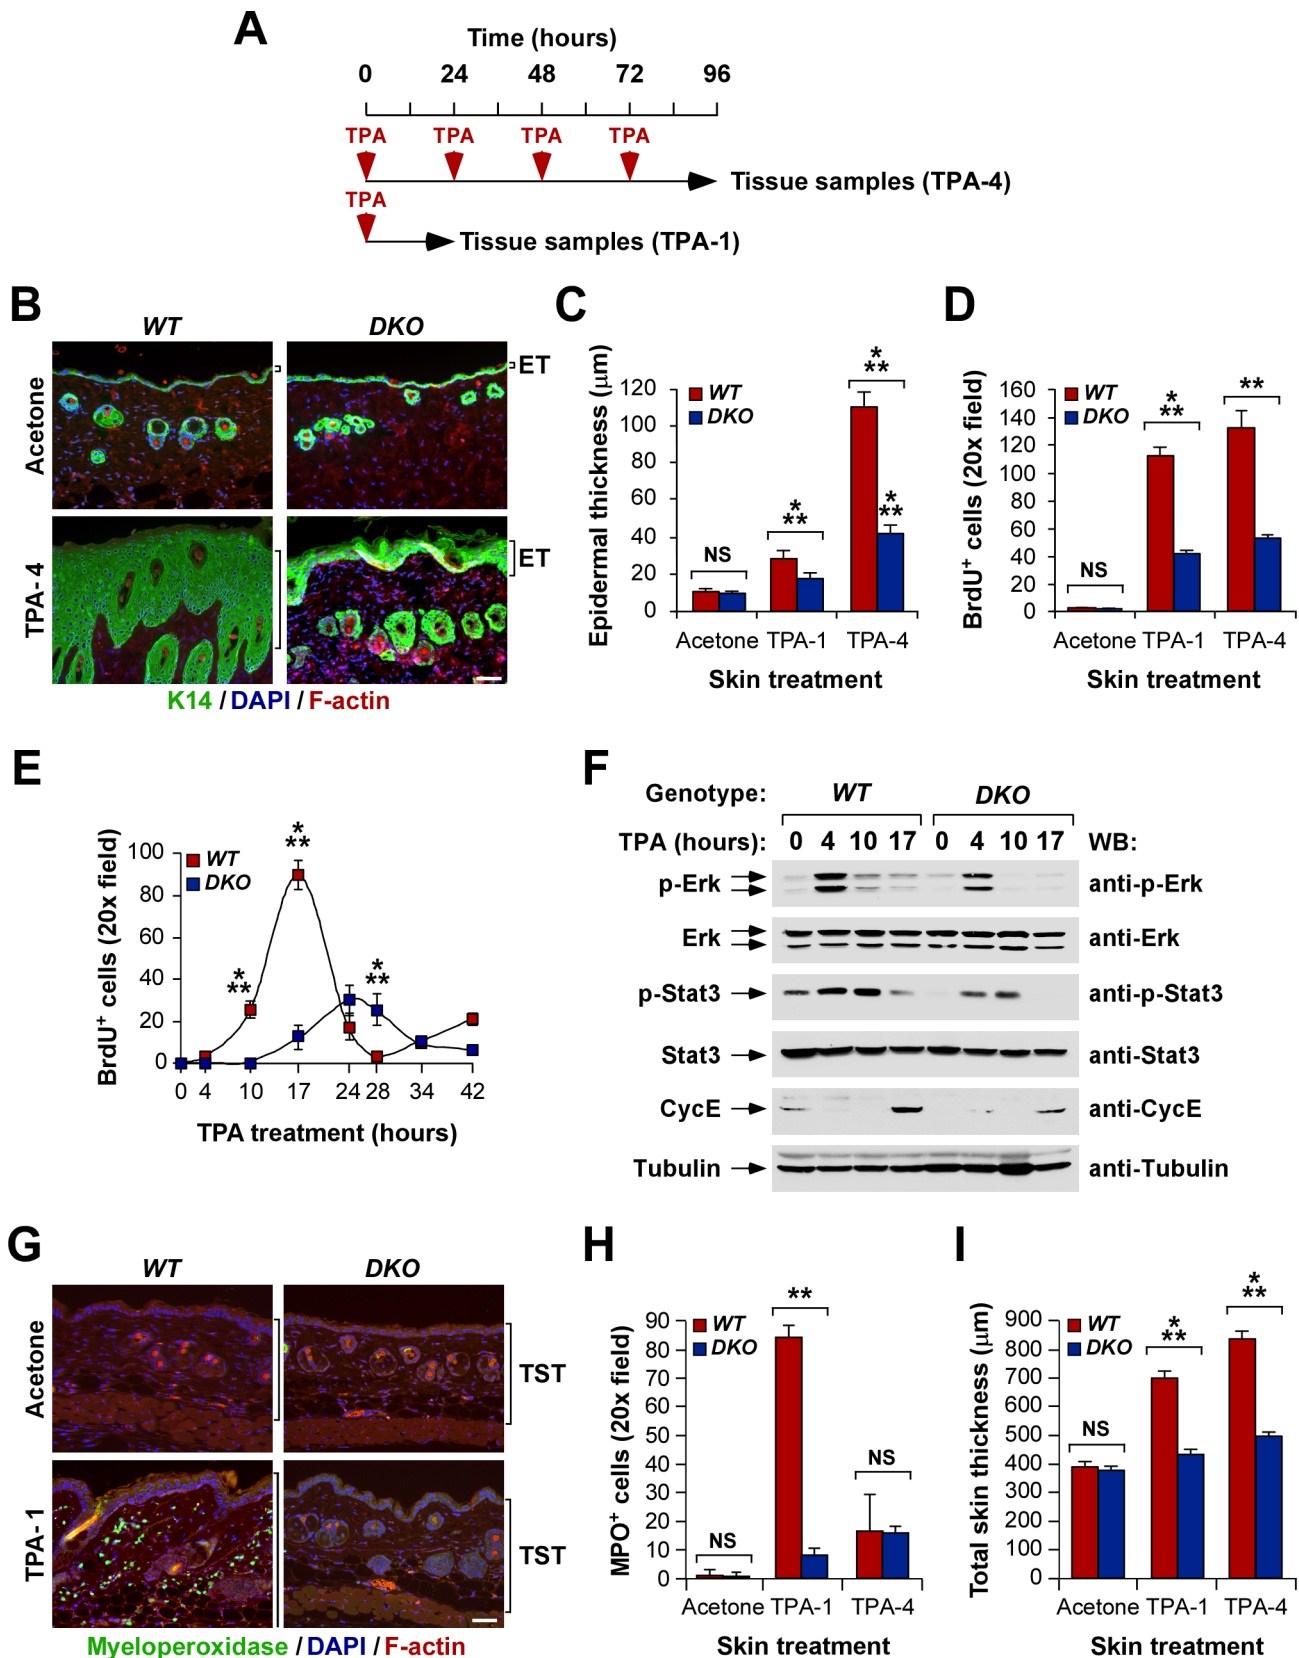 A
Time (hours)
0 24 48 72 96
TPA TPA TPA TPA
Tissue samples (TPA-4)
TPA
Tissue samples (TPA-1)
B
WT DKO
Acetone
ET
TPA-4
ET
K14 / DAPI / F-actin
C
Epidermal thickness (µm)
120
100
80
60
40
20
0
WT
DKO
NS
*
**
*
**
*
**
Acetone TPA-1 TPA-4
Skin treatment
D
BrdU+ cells (20x field)
160
140
120
100
80
60
40
20
0
WT
DKO
NS
*
**
**
Acetone TPA-1 TPA-4
Skin treatment
E
BrdU+ cells (20x field)
100
80
60
40
20
0
WT
DKO
*
**
*
**
*
**
0 4 10 17 24 28 34 42
TPA treatment (hours)
F
Genotype: WT DKO
TPA (hours): 0 4 10 17 0 4 10 17 WB:
p-Erk anti-p-Erk
Erk anti-Erk
p-Stat3 anti-p-Stat3
Stat3 anti-Stat3
CycE anti-CycE
Tubulin anti-Tubulin
G
WT DKO
Acetone
TST
TPA-1
TST
Myeloperoxidase / DAPI / F-actin
H
MPO+ cells (20x field)
90
80
70
60
50
40
30
20
10
0
WT
DKO
NS
**
NS
Acetone TPA-1 TPA-4
Skin treatment
I
Total skin thickness (µm)
900
800
700
600
500
400
300
200
100
0
WT
DKO
NS
*
**
*
**
Acetone TPA-1 TPA-4
Skin treatment